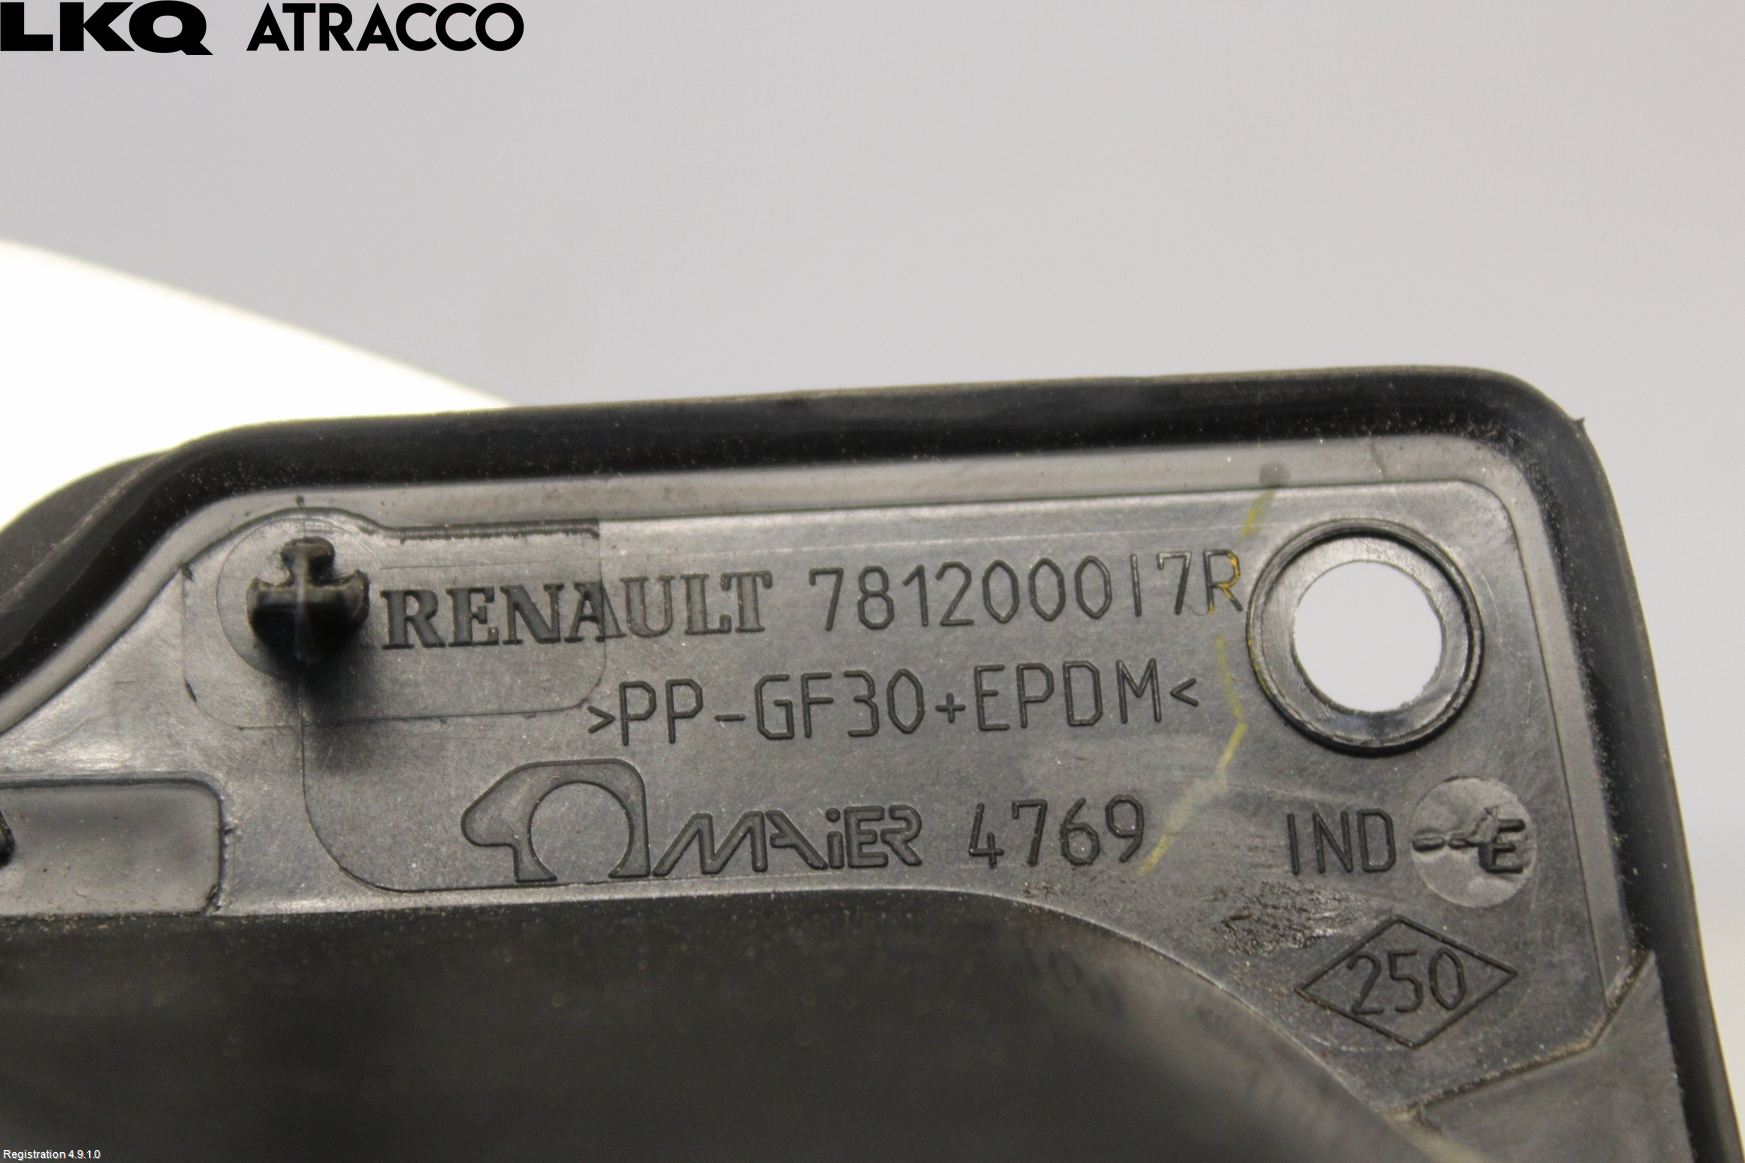 LKQ ATRACCO
RENAULT 781200017R
>PP-GF30+EPDM<
MAiER 4769 IND E
250
Registration 4.9.1.0